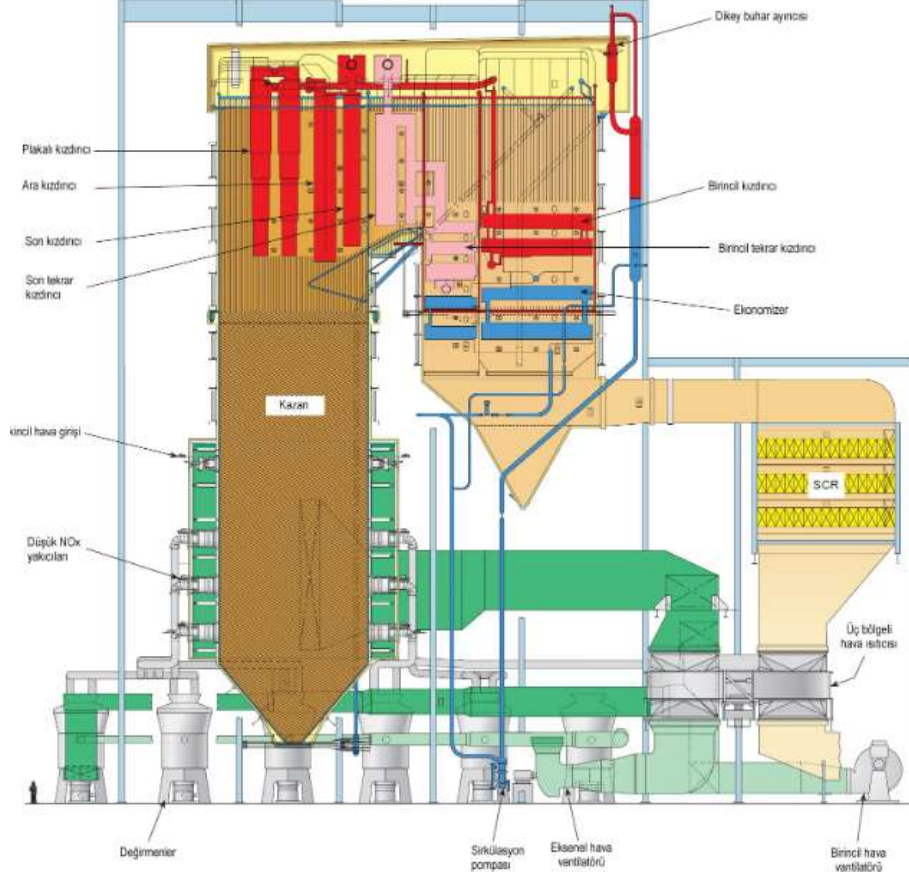 Dikey buhar ayırıcısı
Plakalı kızdırıcı
Ara kızdırıcı
Son kızdırıcı
Son tekrar
kızdırıcı
Birincil kızdırıcı
Birincil tekrar kızdırıcı
Ekonomizer
Kazan
kincil hava girişi
SCR
Düşük NOx
yakıcıları
Üç bölgeli
hava ısıtıcısı
Değirmenler
Sirkülasyon
pompası
Eksenel hava
vantilatörü
Birincil hava
vantilatörü